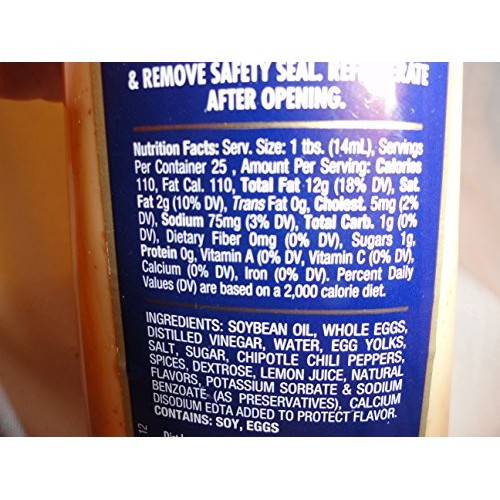 & REMOVE SAFETY SEAL. REFRIGERATE
AFTER OPENING.
Nutrition Facts: Serv. Size: 1 tbs. (14mL), Servings
Per Container 25 , Amount Per Serving: Calories
110, Fat Cal. 110, Total Fat 12g (18% DV), Sat.
Fat 2g (10% DV), Trans Fat 0g, Cholest. 5mg (2%
DV), Sodium 75mg (3% DV), Total Carb. 1g (0%
DV), Dietary Fiber 0mg (0% DV), Sugars 1g,
Protein 0g, Vitamin A (0% DV), Vitamin C (0% DV),
Calcium (0% DV), Iron (0% DV). Percent Daily
Values (DV) are based on a 2,000 calorie diet.
INGREDIENTS: SOYBEAN OIL, WHOLE EGGS,
DISTILLED VINEGAR, WATER, EGG YOLKS,
SALT, SUGAR, CHIPOTLE CHILI PEPPERS,
SPICES, DEXTROSE, LEMON JUICE, NATURAL
FLAVORS, POTASSIUM SORBATE & SODIUM
BENZOATE (AS PRESERVATIVES), CALCIUM
DISODIUM EDTA ADDED TO PROTECT FLAVOR.
CONTAINS: SOY, EGGS
12